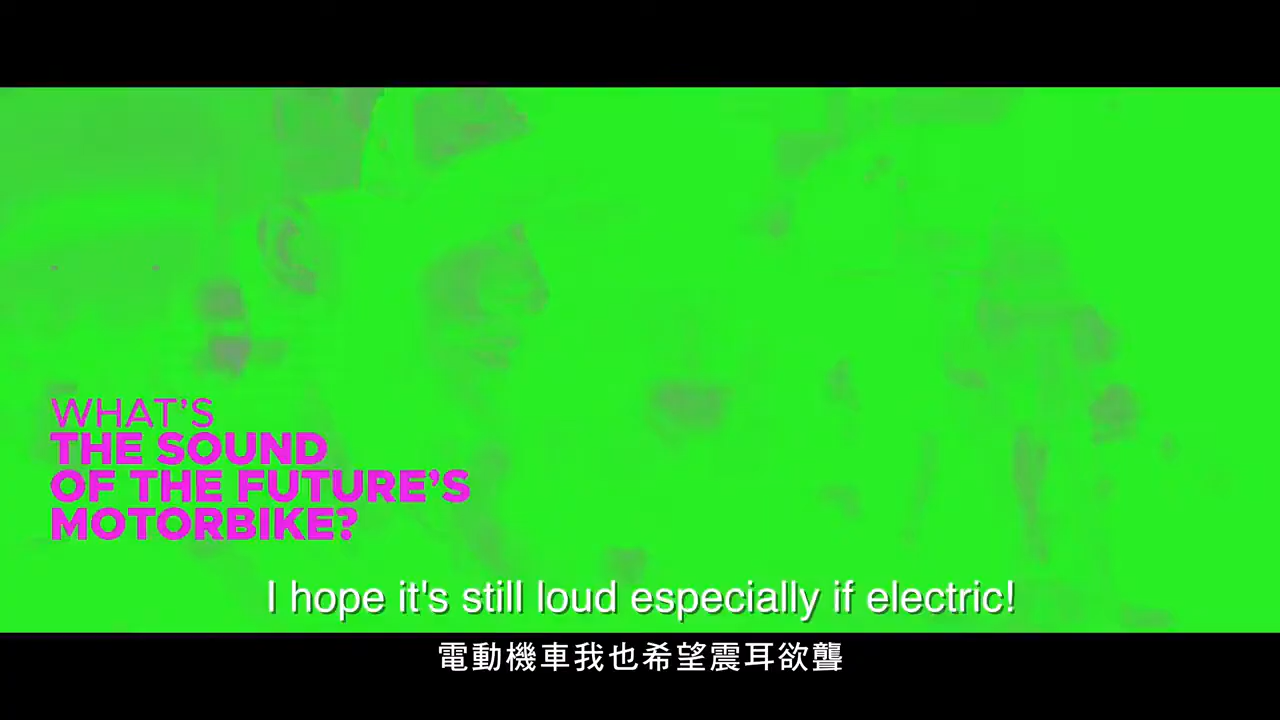 WHAT'S
THE SOUND
OF THE FUTURE'S
MOTORBIKE?
I hope it's still loud especially if electric!
電動機車我也希望震耳欲聾